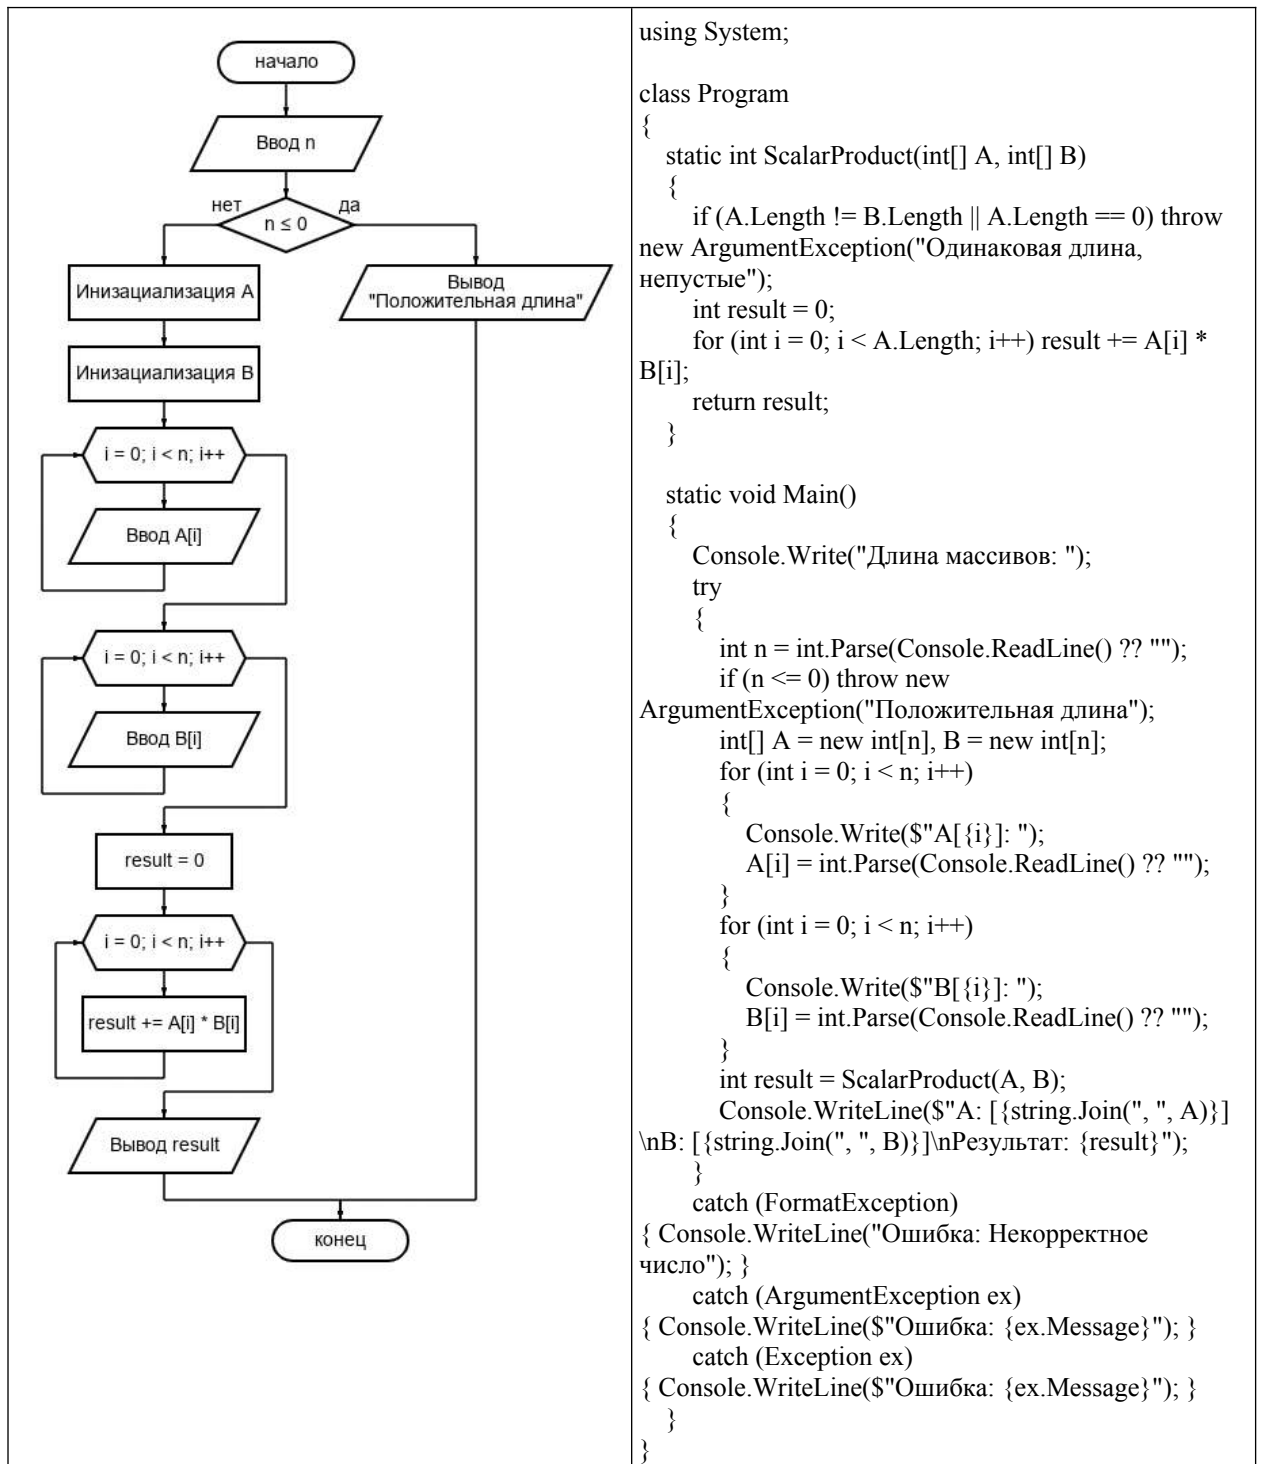 начало
Ввод n
нет
да
n ≤ 0
Инизациализация A
Вывод
"Положительная длина"
Инизациализация B
i = 0; i < n; i++
Ввод A[i]
i = 0; i < n; i++
Ввод B[i]
result = 0
i = 0; i < n; i++
result += A[i] * B[i]
Вывод result
конец
using System;
class Program
{
static int ScalarProduct(int[] A, int[] B)
{
if (A.Length != B.Length || A.Length == 0) throw
new ArgumentException("Одинаковая длина,
непустые");
int result = 0;
for (int i = 0; i < A.Length; i++) result += A[i] *
B[i];
return result;
}
static void Main()
{
Console.Write("Длина массивов: ");
try
{
int n = int.Parse(Console.ReadLine() ?? "");
if (n <= 0) throw new
ArgumentException("Положительная длина");
int[] A = new int[n], B = new int[n];
for (int i = 0; i < n; i++)
{
Console.Write($"A[{i}]: ");
A[i] = int.Parse(Console.ReadLine() ?? "");
}
for (int i = 0; i < n; i++)
{
Console.Write($"B[{i}]: ");
B[i] = int.Parse(Console.ReadLine() ?? "");
}
int result = ScalarProduct(A, B);
Console.WriteLine($"A: [{string.Join(", ", A)}]
\nB: [{string.Join(", ", B)}]\nРезультат: {result}");
}
catch (FormatException)
{ Console.WriteLine("Ошибка: Некорректное
число"); }
catch (ArgumentException ex)
{ Console.WriteLine($"Ошибка: {ex.Message}"); }
catch (Exception ex)
{ Console.WriteLine($"Ошибка: {ex.Message}"); }
}
}